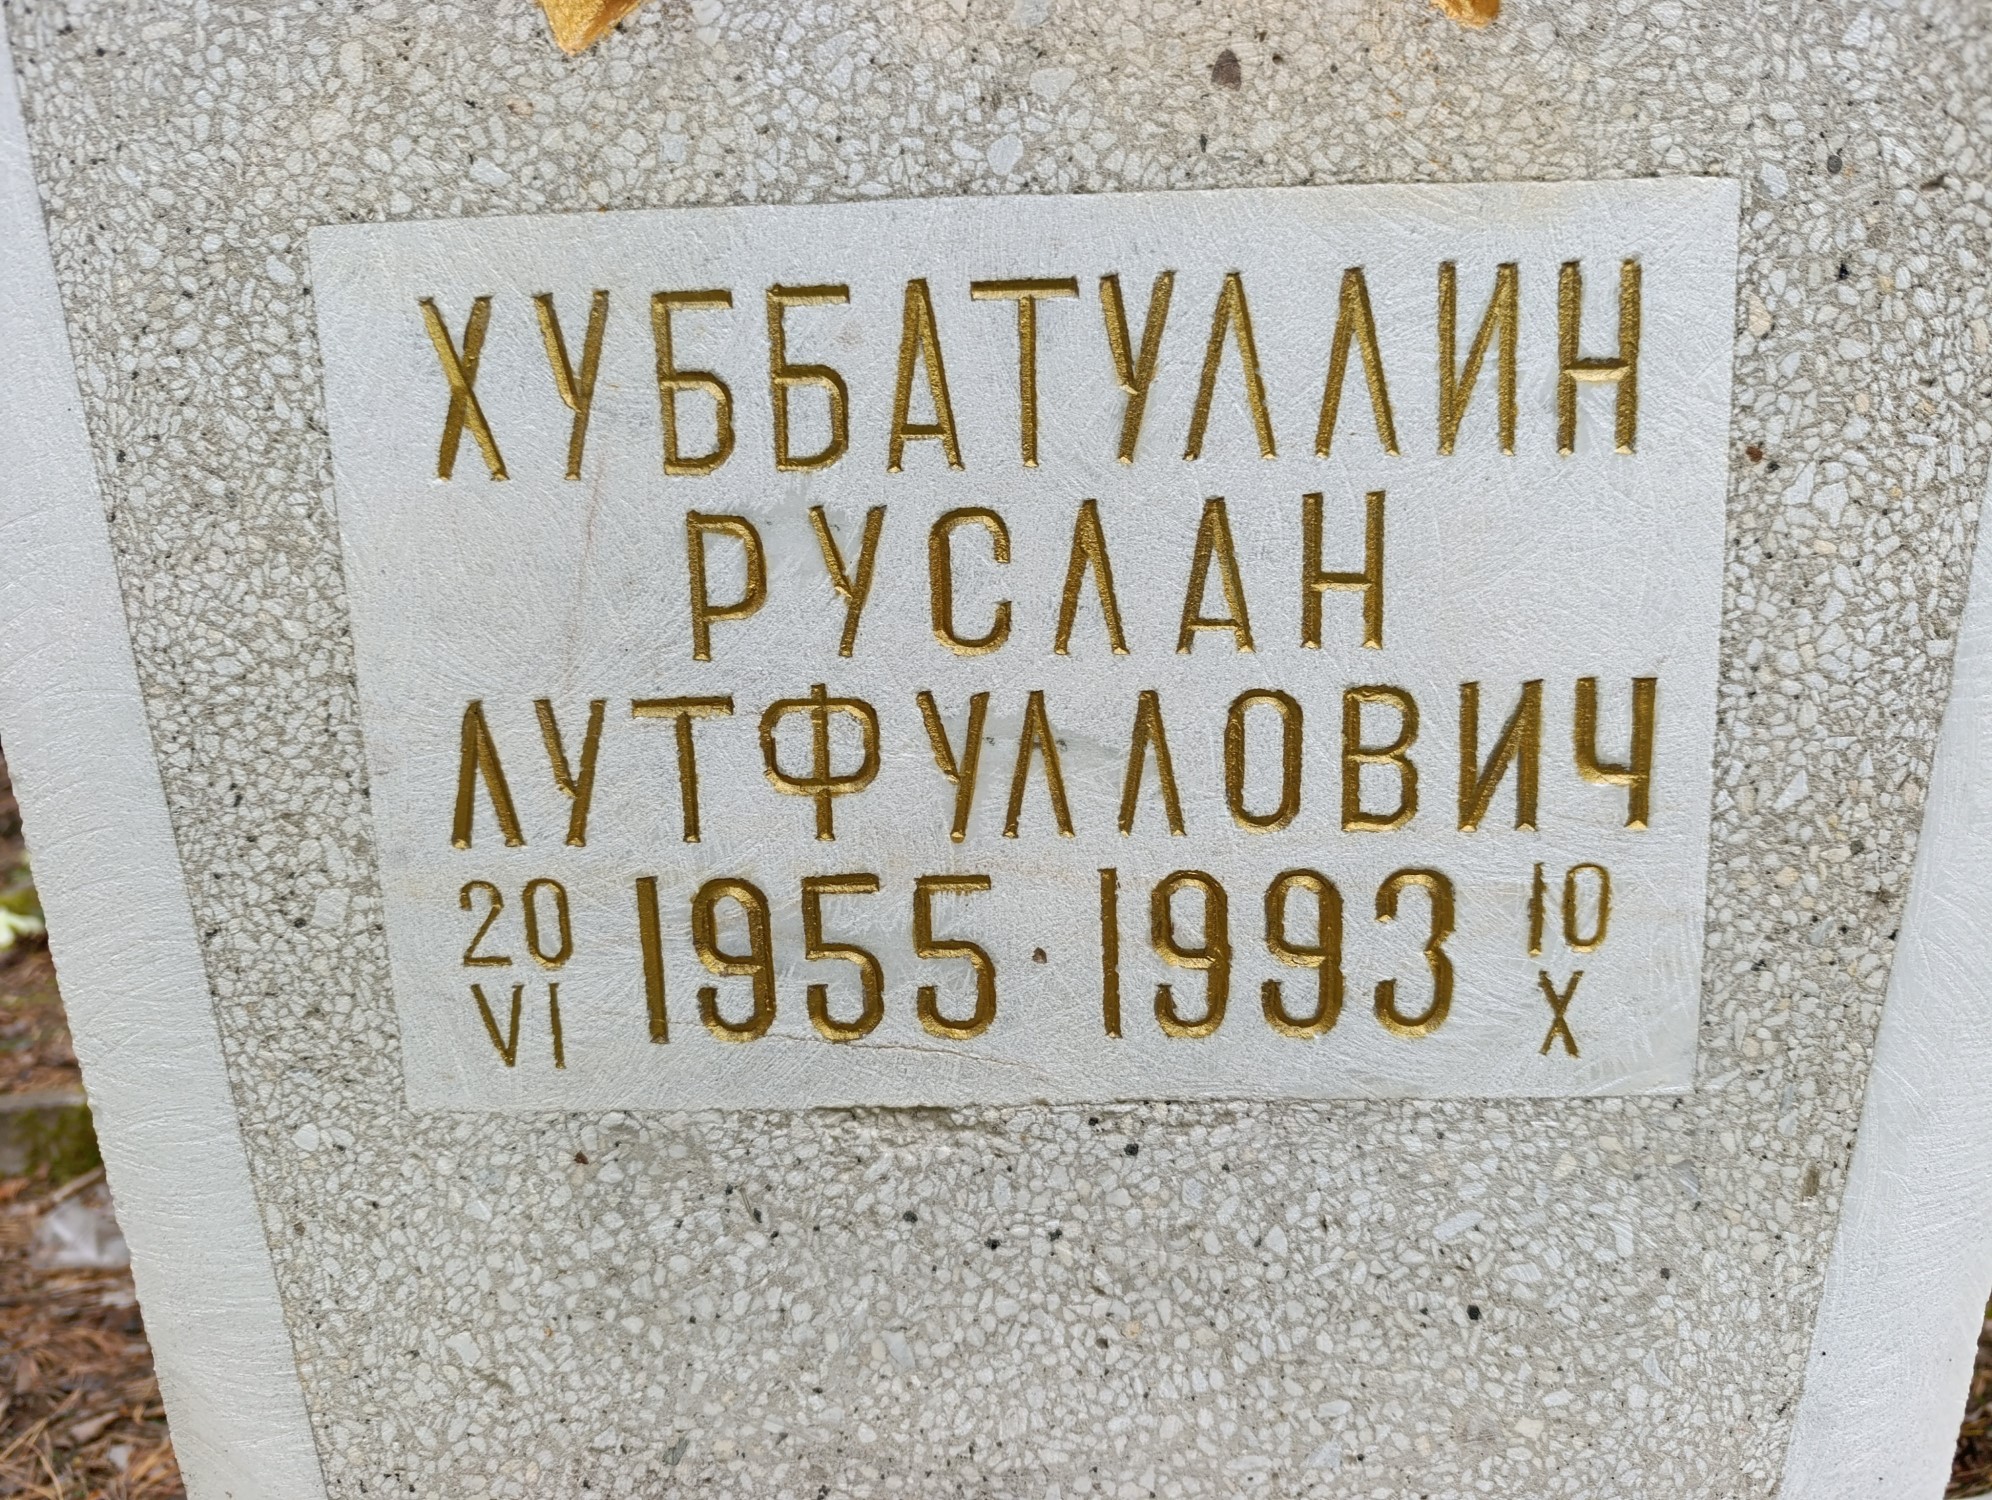 ХУББАТУЛЛИН
РУСЛАН
ЛУТФУЛЛОВИЧ
20 VI 1955 · 1993 10 X